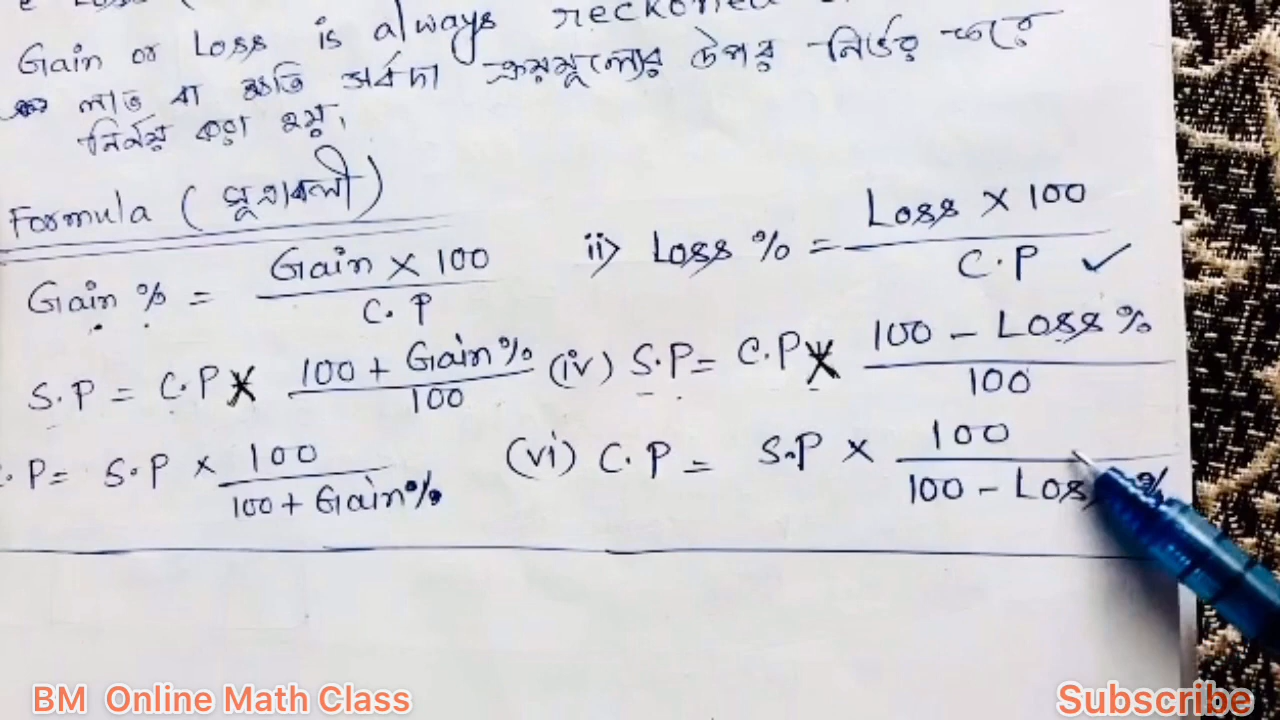 Gain or Loss is always reckoned
লাভ বা ক্ষতি সর্বদা ক্রয়মূল্যের উপর নির্ভর করে
নির্ণয় করা হয়।
Formula (সূত্রাবলী)
Gain % = Gain × 100 / C.P
ii) Loss % = Loss × 100 / C.P ✓
S.P = C.P × 100 + Gain% / 100
(iv) S.P = C.P × 100 - Loss % / 100
.P = S.P × 100 / 100 + Gain%
(vi) C.P = S.P × 100 / 100 - Loss %
BM Online Math Class
Subscribe